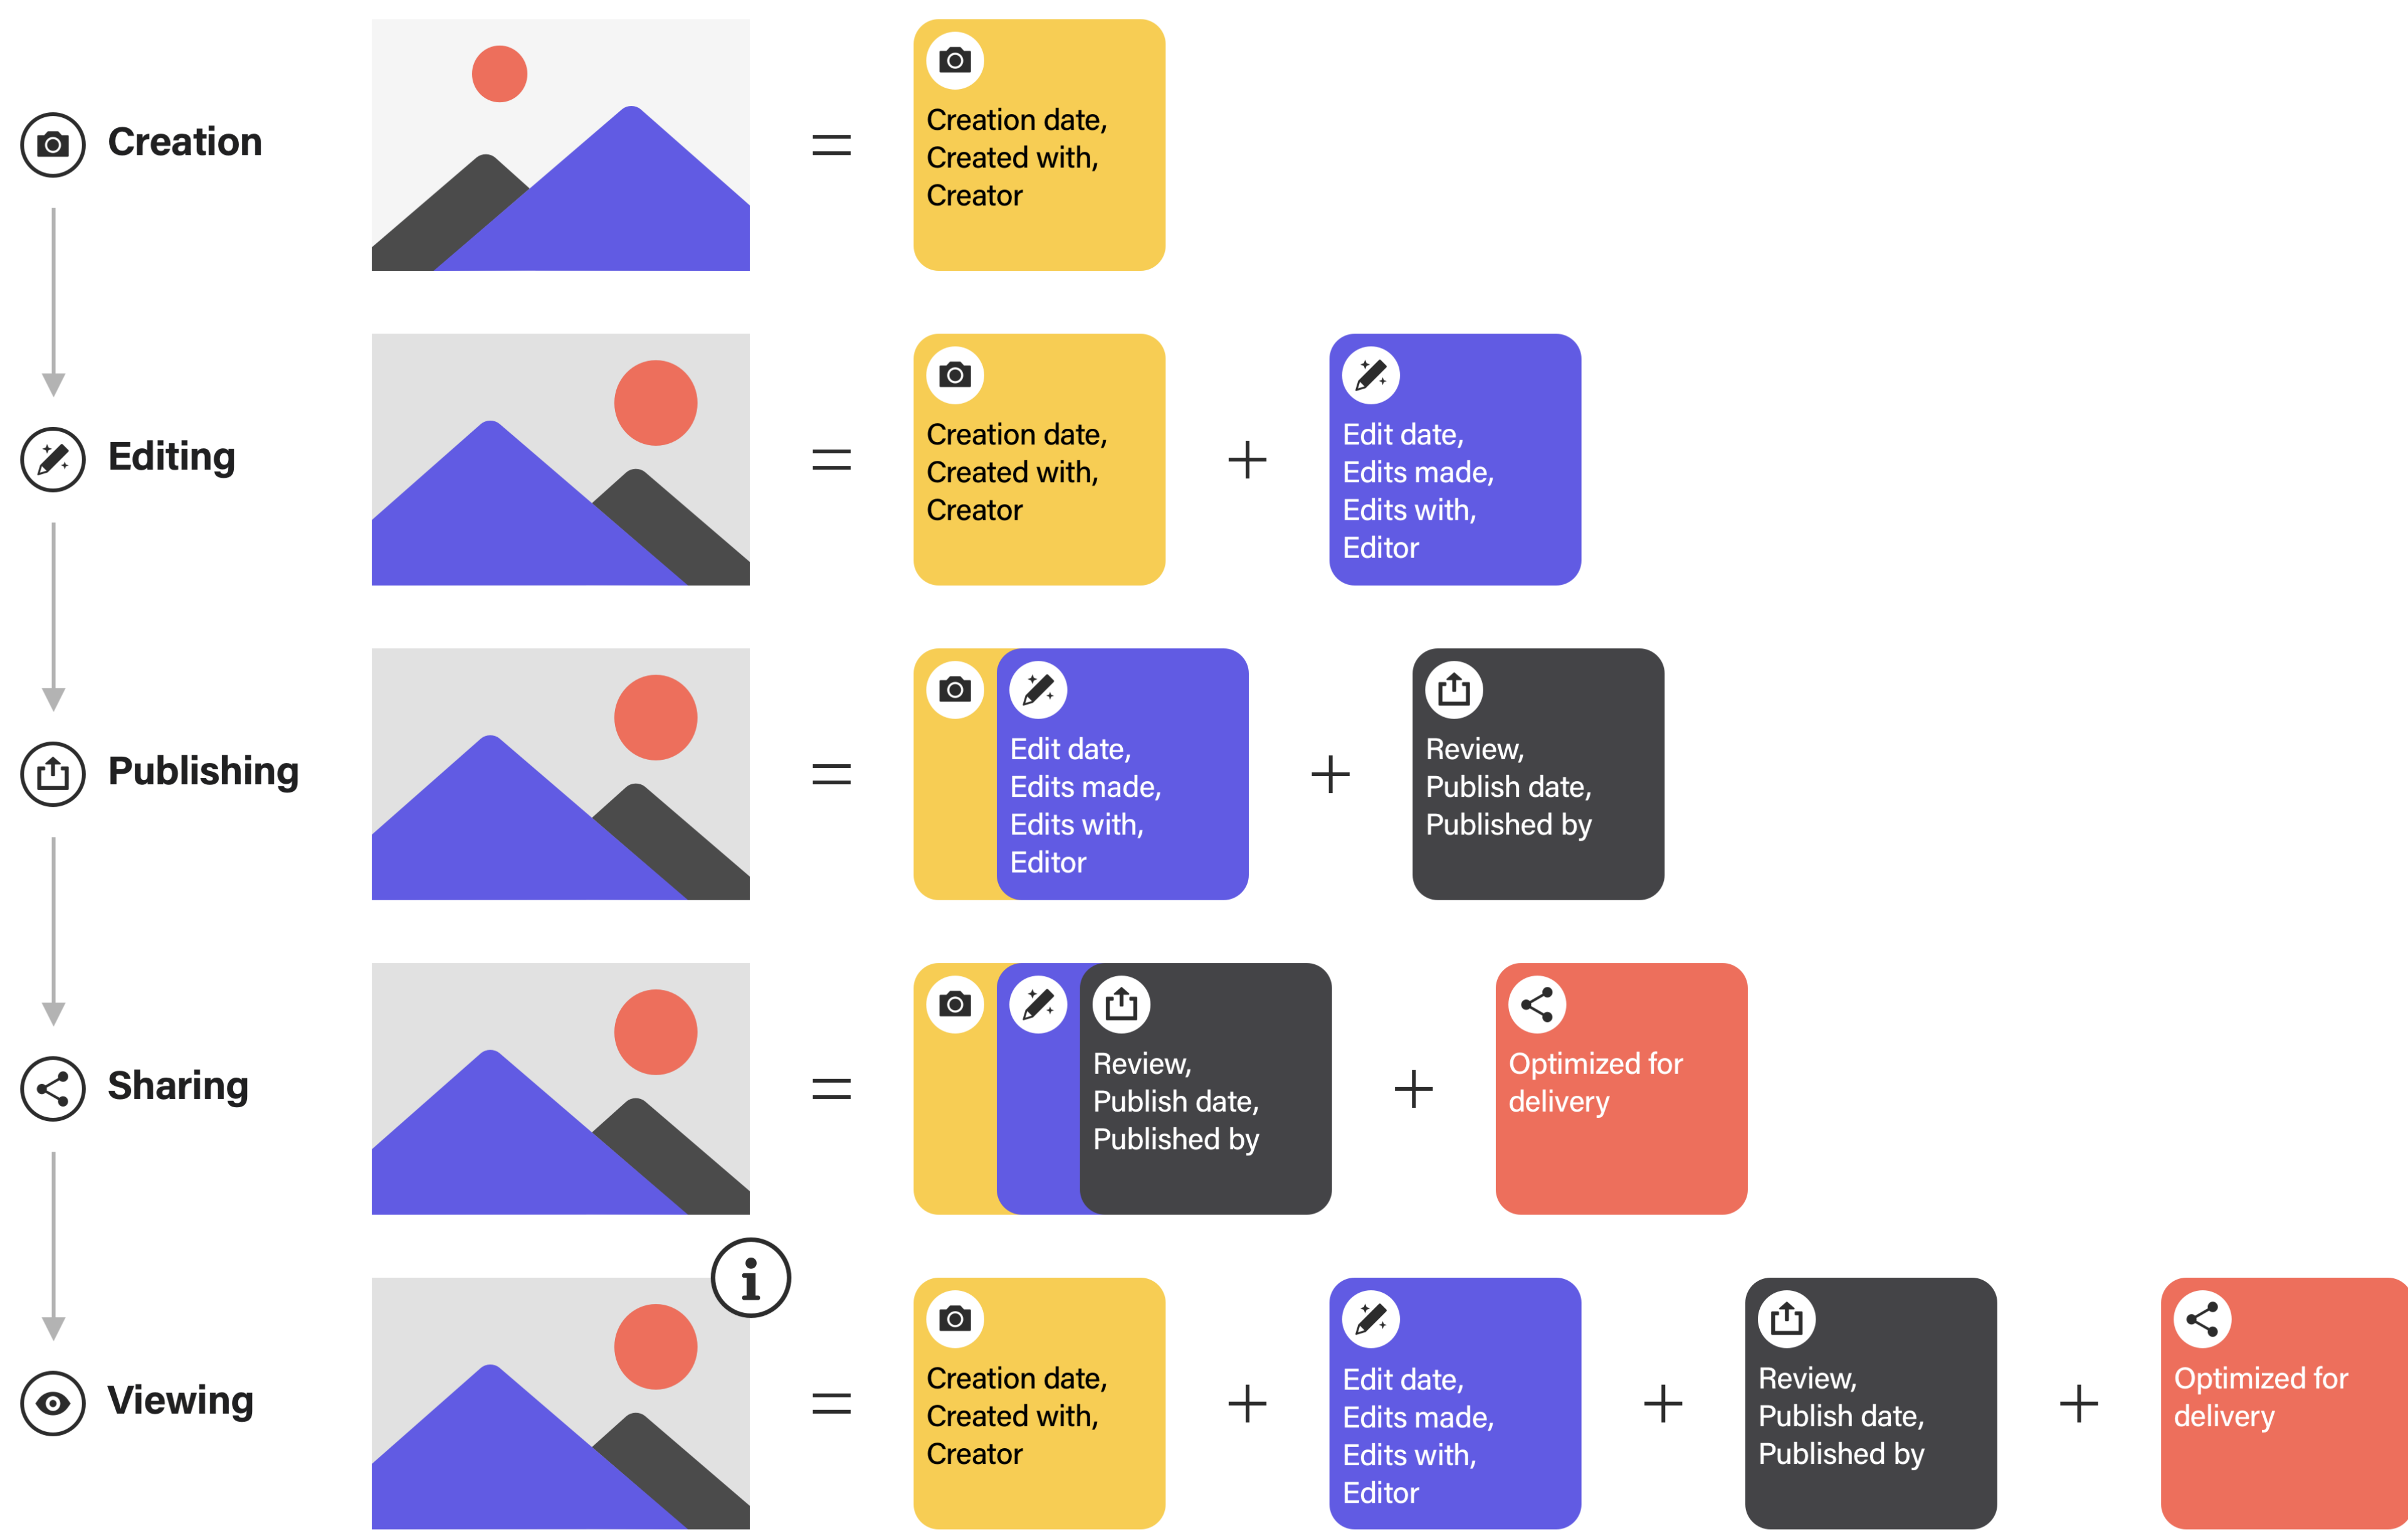 Creation
Creation date,
Created with,
Creator
Editing
Creation date,
Created with,
Creator
Edit date,
Edits made,
Edits with,
Editor
Publishing
Edit date,
Edits made,
Edits with,
Editor
Review,
Publish date,
Published by
Sharing
Review,
Publish date,
Published by
Optimized for
delivery
i
Viewing
Creation date,
Created with,
Creator
Edit date,
Edits made,
Edits with,
Editor
Review,
Publish date,
Published by
Optimized for
delivery